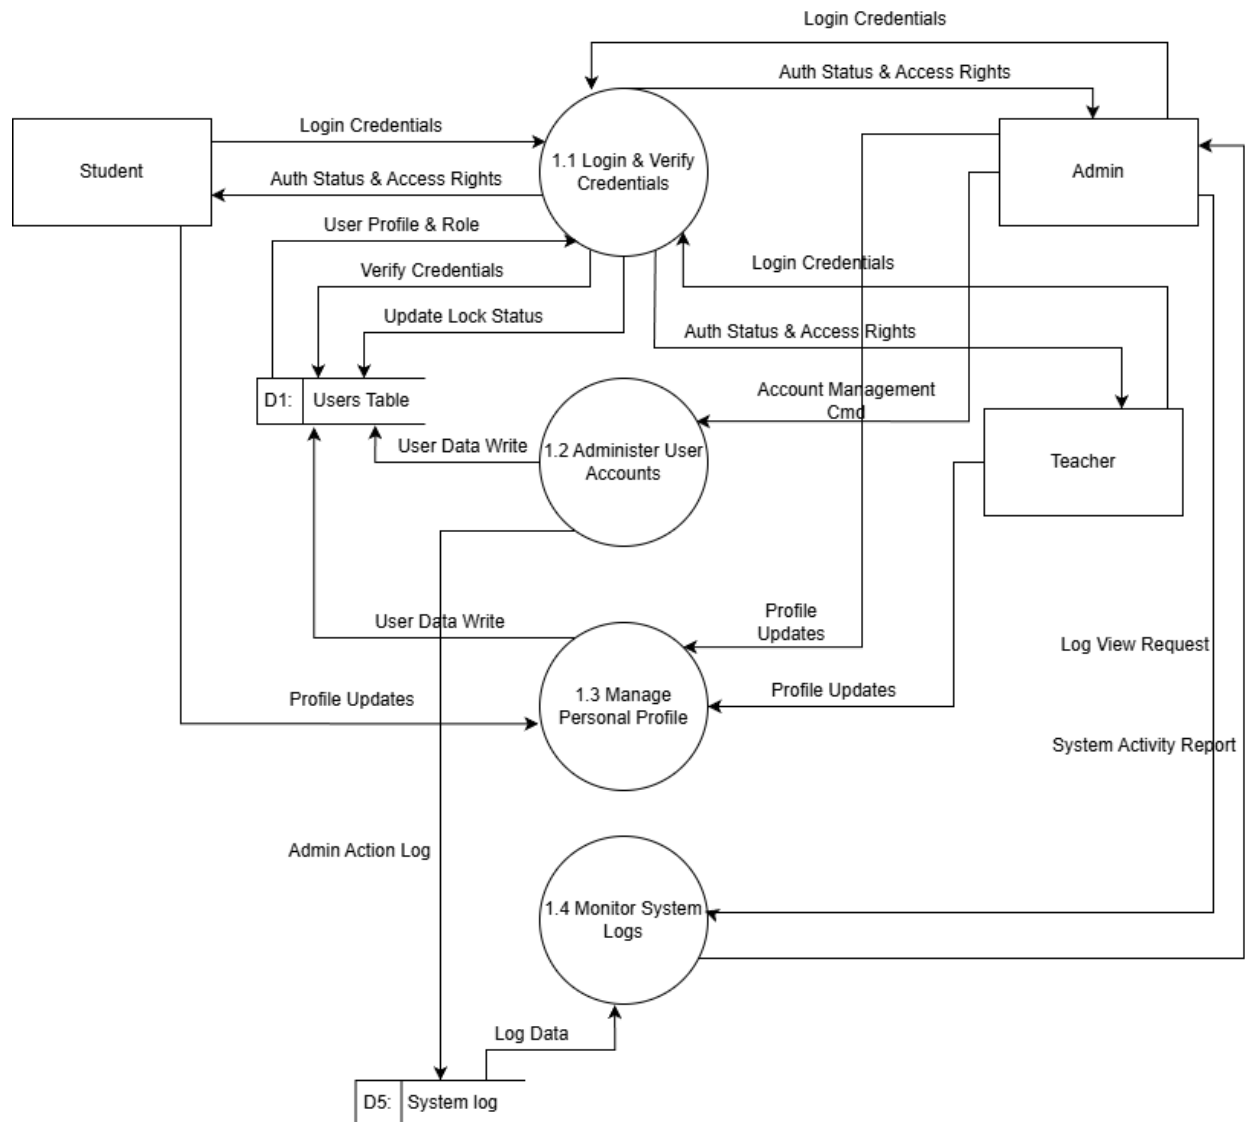 Login Credentials
Auth Status & Access Rights
Login Credentials
Student
1.1 Login & Verify
Credentials
Admin
Auth Status & Access Rights
User Profile & Role
Login Credentials
Verify Credentials
Update Lock Status
Auth Status & Access Rights
D1:
Users Table
Account Management
Cmd
User Data Write
1.2 Administer User
Accounts
Teacher
User Data Write
Profile
Updates
Log View Request
Profile Updates
1.3 Manage
Personal Profile
Profile Updates
System Activity Report
Admin Action Log
1.4 Monitor System
Logs
Log Data
D5:
System log